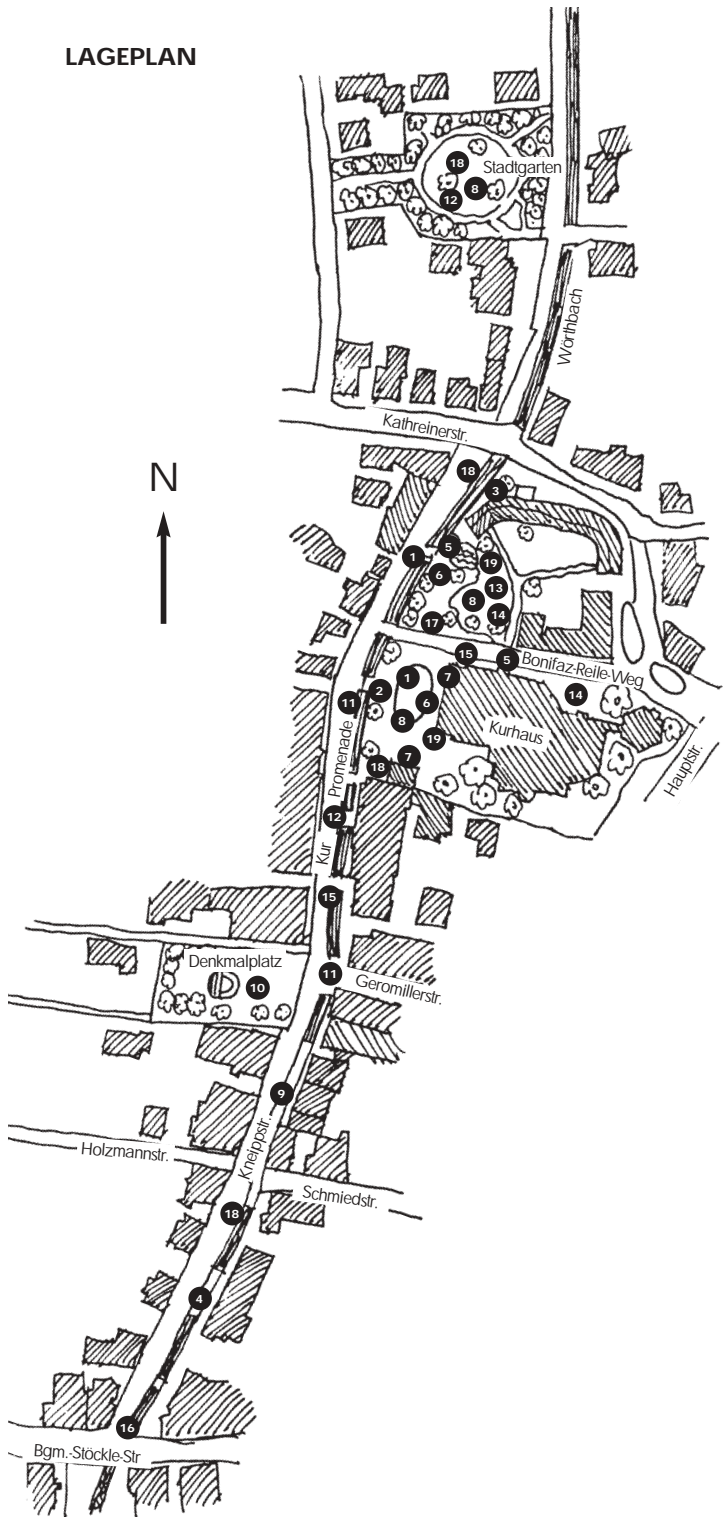 LAGEPLAN
18
Stadtgarten
8
12
Wörthbach
Kathreinerstr.
N
18
3
5
1
19
6
13
8
14
17
15
5
Bonifaz-Reile-Weg
1
7
2
14
11
6
8
Kurhaus
19
Hauptstr.
7
18
Kur Promenade
12
15
Denkmalplatz
11
10
Geromillerstr.
9
Kneippstr.
Holzmannstr.
Schmiedstr.
18
4
16
Bgm.-Stöckle-Str